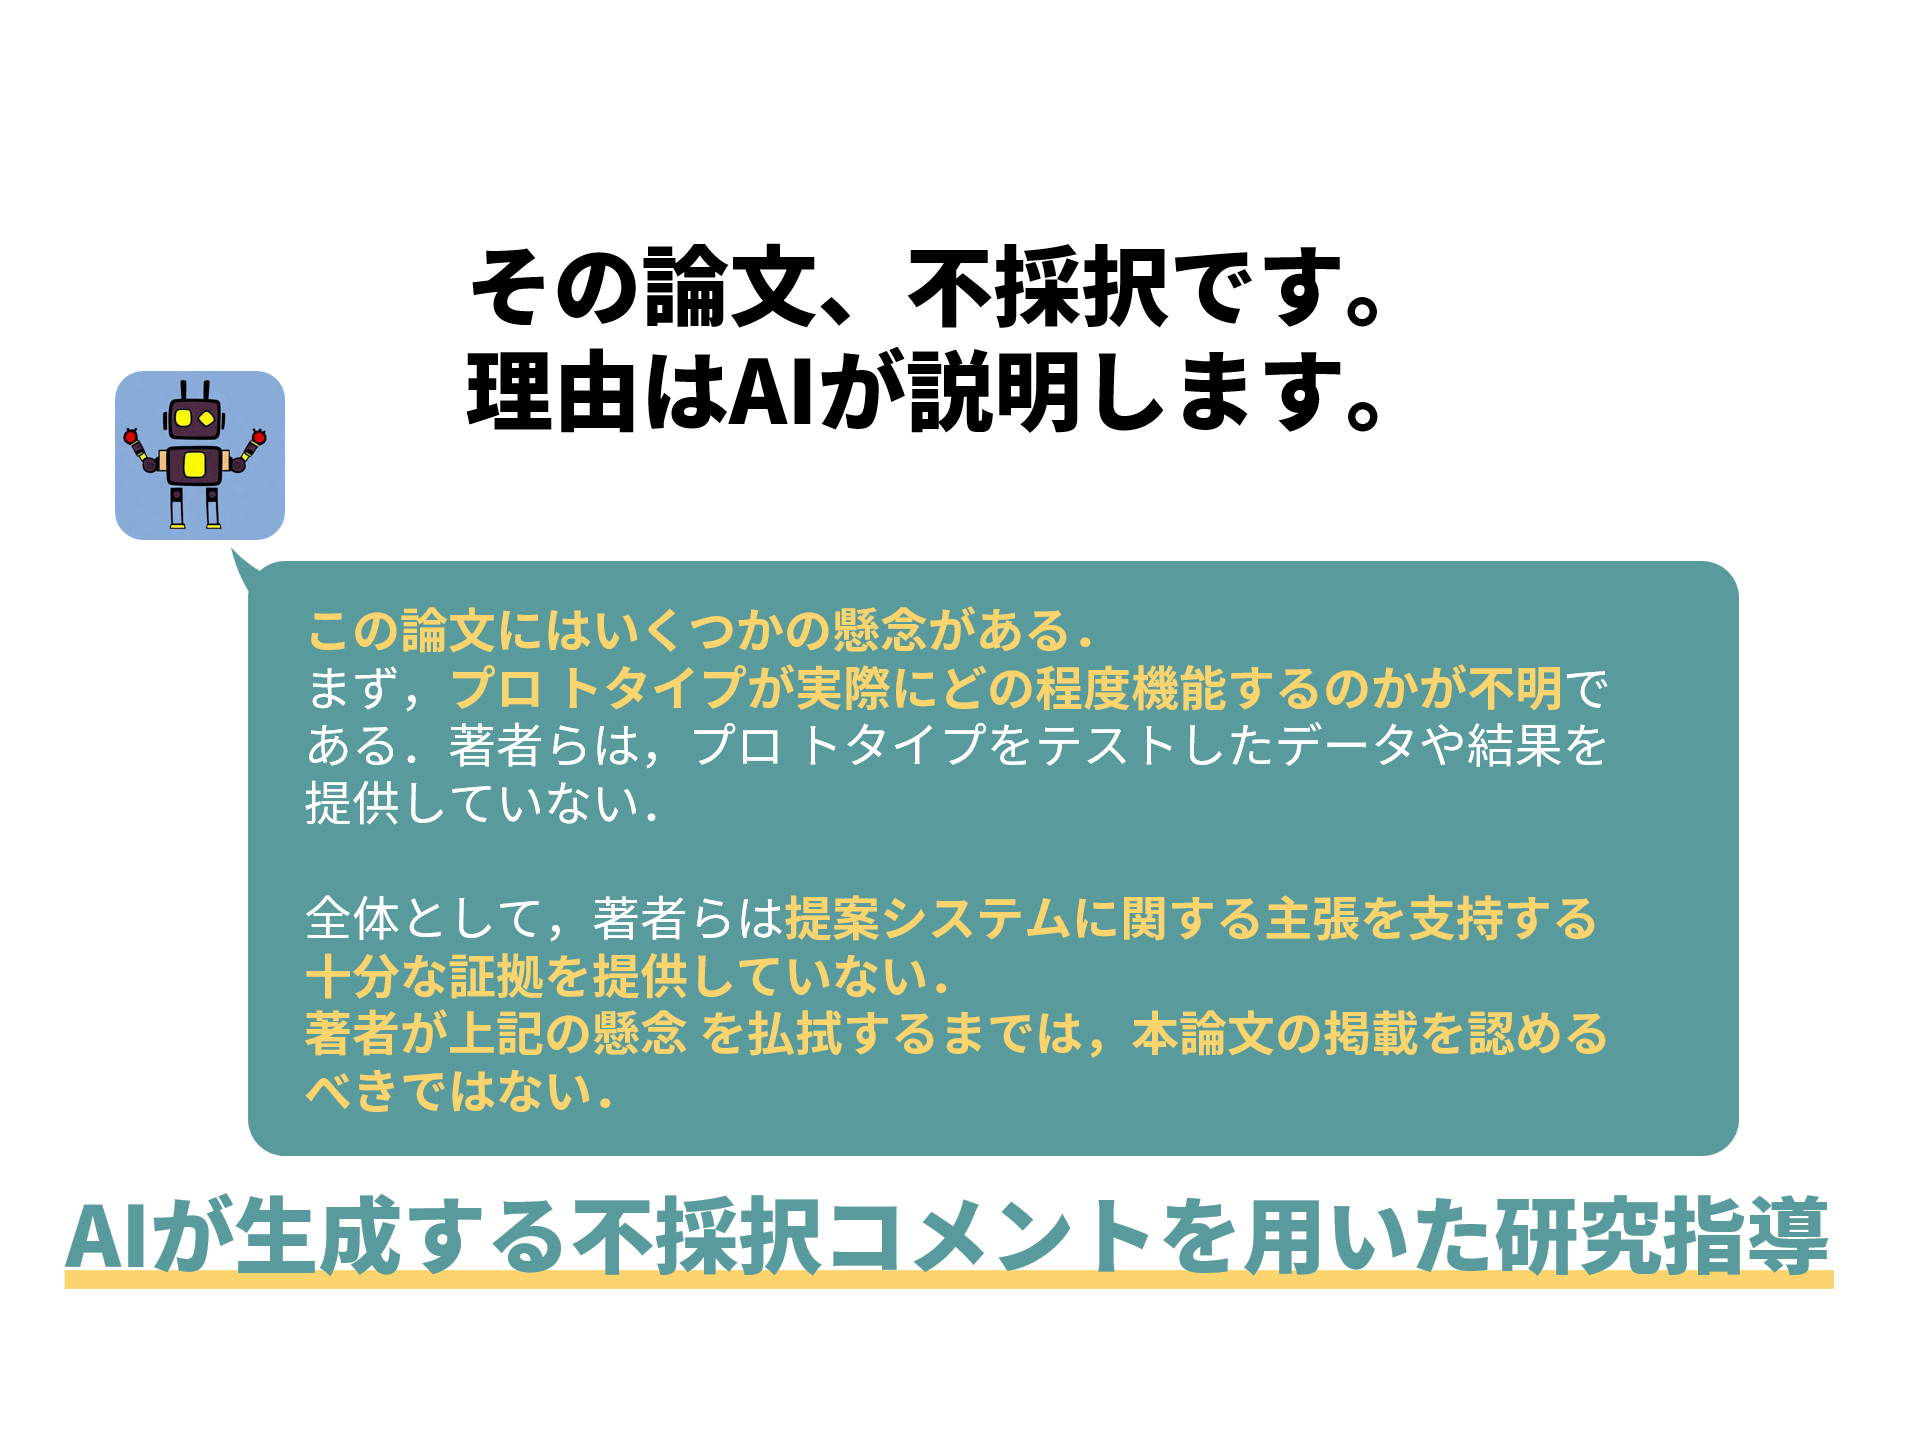 その論文、不採択です。
理由はAIが説明します。
この論文にはいくつかの懸念がある．
まず，プロ トタイプが実際にどの程度機能するのかが不明で
ある．著者らは，プロ トタイプをテストしたデータや結果を
提供していない．
全体として，著者らは提案システムに関する主張を支持する
十分な証拠を提供していない．
著者が上記の懸念 を払拭するまでは，本論文の掲載を認める
べきではない．
AIが生成する不採択コメントを用いた研究指導